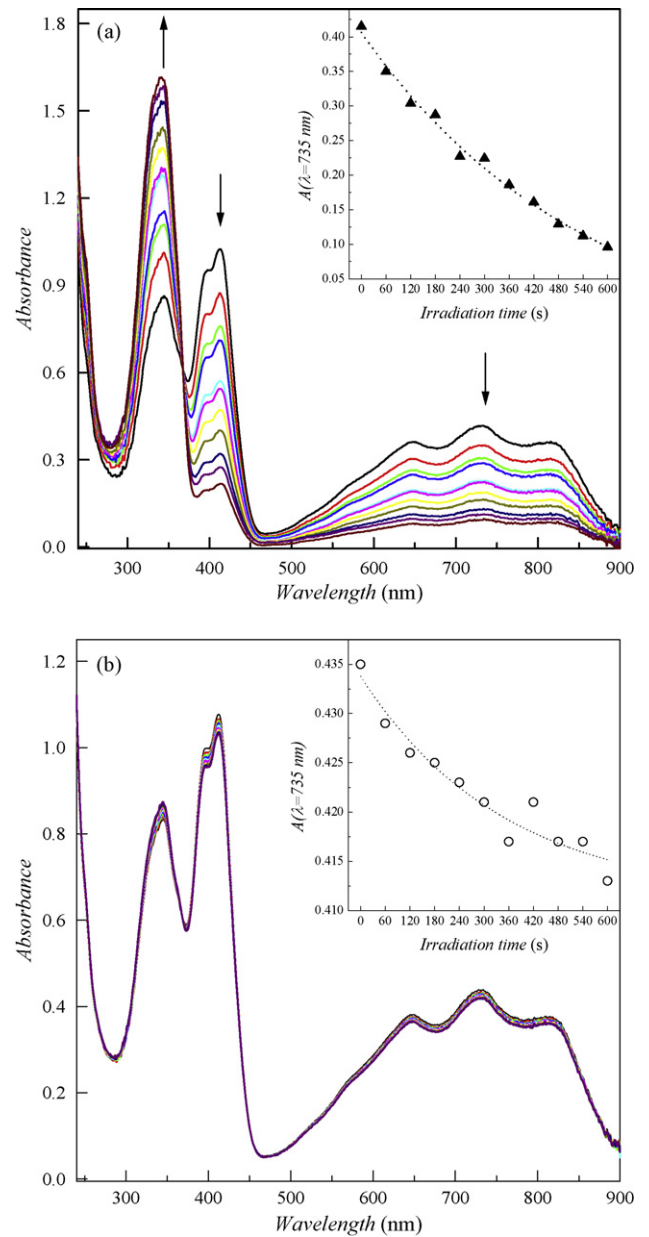 (a)
Absorbance
1.8
1.5
1.2
0.9
0.6
0.3
0.0
300 400 500 600 700 800 900
Wavelength (nm)
A(λ=735 nm)
0.40
0.35
0.30
0.25
0.20
0.15
0.10
0.05
0 60 120 180 240 300 360 420 480 540 600
Irradiation time (s)
(b)
Absorbance
1.2
1.0
0.8
0.6
0.4
0.2
0.0
300 400 500 600 700 800 900
Wavelength (nm)
A(λ=735 nm)
0.435
0.430
0.425
0.420
0.415
0.410
0 60 120 180 240 300 360 420 480 540 600
Irradiation time (s)